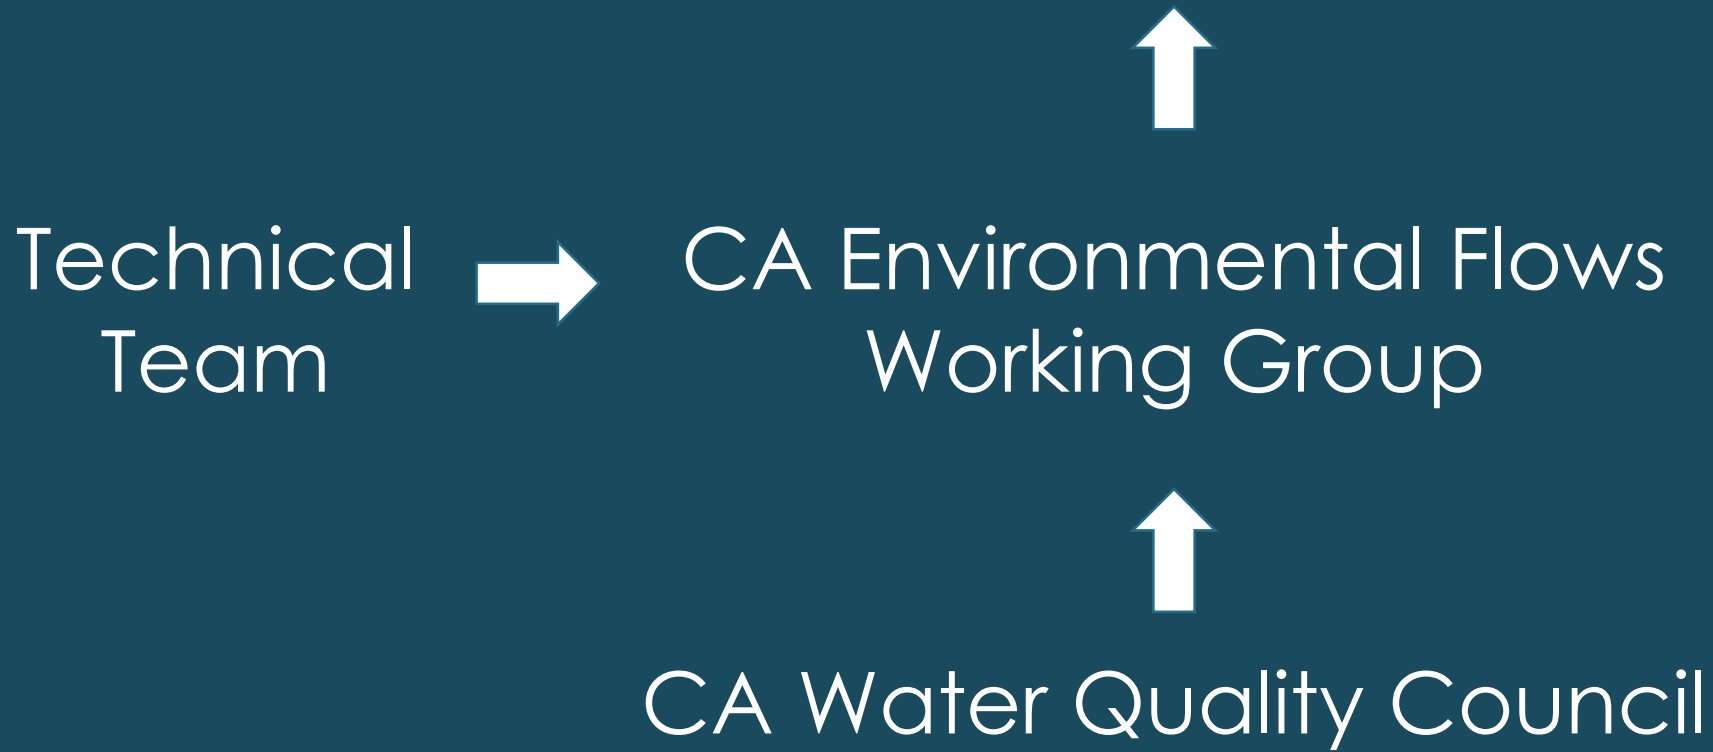 Technical
Team
CA Environmental Flows
Working Group
CA Water Quality Council